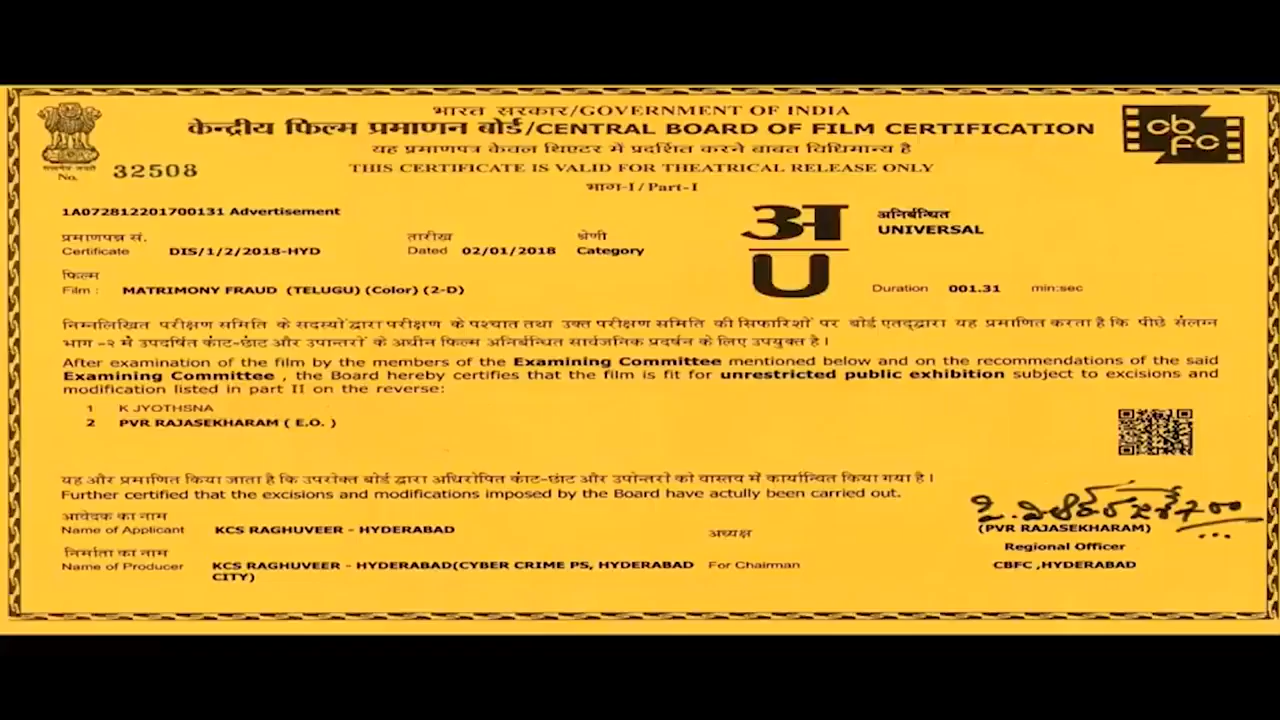 भारत सरकार/GOVERNMENT OF INDIA
केन्द्रीय फिल्म प्रमाणन बोर्ड/CENTRAL BOARD OF FILM CERTIFICATION
cb fc
यह प्रमाणपत्र केवल थिएटर में प्रदर्शित करने बाबत विधिमान्य है
No. 32508
THIS CERTIFICATE IS VALID FOR THEATRICAL RELEASE ONLY
भाग-I/Part-I
1A072812201700131 Advertisement
अ
U
अनिर्बन्धित
UNIVERSAL
प्रमाणपत्र सं. तारीख श्रेणी
Certificate DIS/1/2/2018-HYD Dated 02/01/2018 Category
फिल्म
Film : MATRIMONY FRAUD (TELUGU) (Color) (2-D) Duration 001.31 min:sec
निम्नलिखित परीक्षण समिति के सदस्यों द्वारा परीक्षण के पश्चात तथा उक्त परीक्षण समिति की सिफारिशों पर बोर्ड एतद्द्वारा यह प्रमाणित करता है कि पीछे संलग्न
भाग -२ में उपदर्षित कांट-छांट और उपान्तरों के अधीन फिल्म अनिर्बन्धित सार्वजनिक प्रदर्षन के लिए उपयुक्त है।
After examination of the film by the members of the Examining Committee mentioned below and on the recommendations of the said
Examining Committee , the Board hereby certifies that the film is fit for unrestricted public exhibition subject to excisions and
modification listed in part II on the reverse:
1 K JYOTHSNA
2 PVR RAJASEKHARAM ( E.O. )
यह और प्रमाणित किया जाता है कि उपरोक्त बोर्ड द्वारा अधिरोपित कांट-छांट और उपोन्तरों को वास्तव में कार्यान्वित किया गया है।
Further certified that the excisions and modifications imposed by the Board have actully been carried out.
आवेदक का नाम
Name of Applicant KCS RAGHUVEER - HYDERABAD
अध्यक्ष
(PVR RAJASEKHARAM)
Regional Officer
निर्माता का नाम
Name of Producer KCS RAGHUVEER - HYDERABAD(CYBER CRIME PS, HYDERABAD CITY)
For Chairman
CBFC ,HYDERABAD